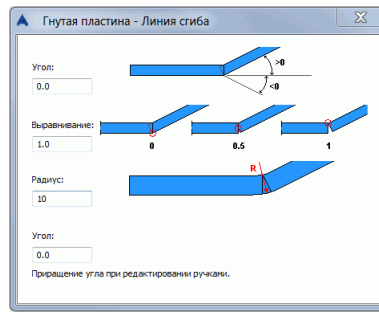 Гнутая пластина - Линия сгиба
Угол:
0.0
>0
<0
Выравнивание:
1.0
0
0.5
1
Радиус:
10
R
Угол:
0.0
Приращение угла при редактировании ручками.